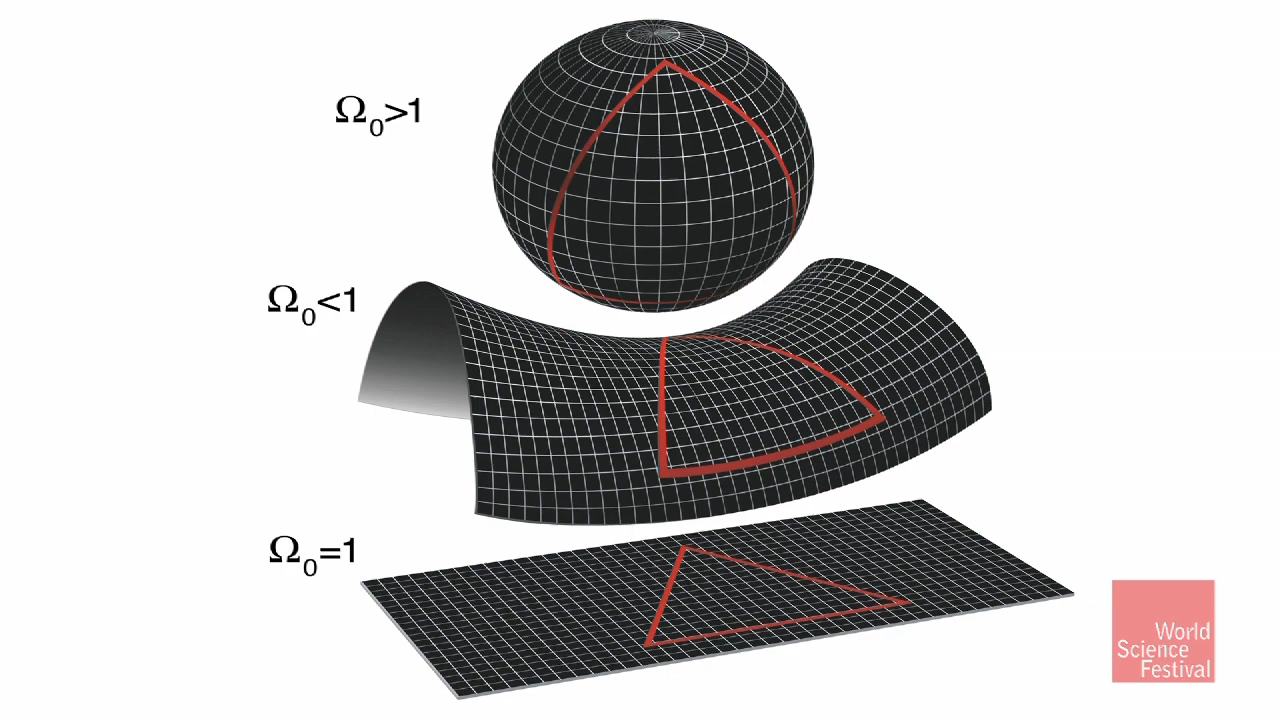 Ω₀>1
Ω₀<1
Ω₀=1
World
Science
Festival